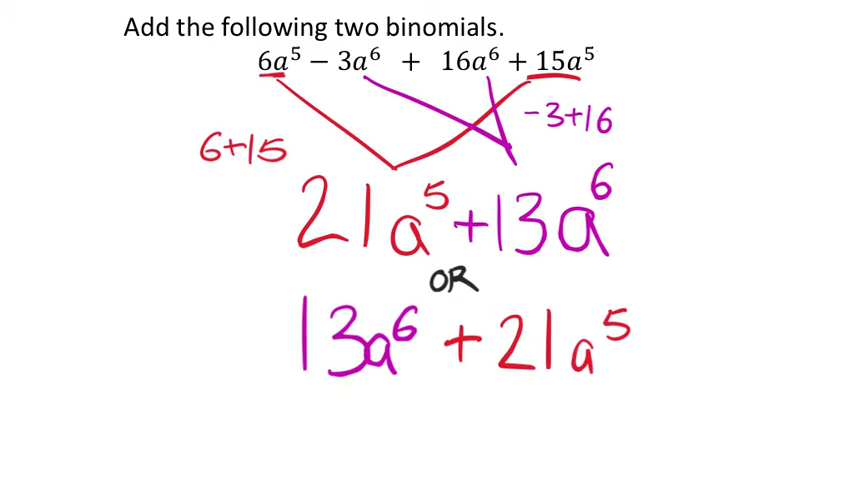 Add the following two binomials.
6a⁵ − 3a⁶ + 16a⁶ + 15a⁵
-3+16
6+15
21a⁵+13a⁶
OR
13a⁶ + 21a⁵